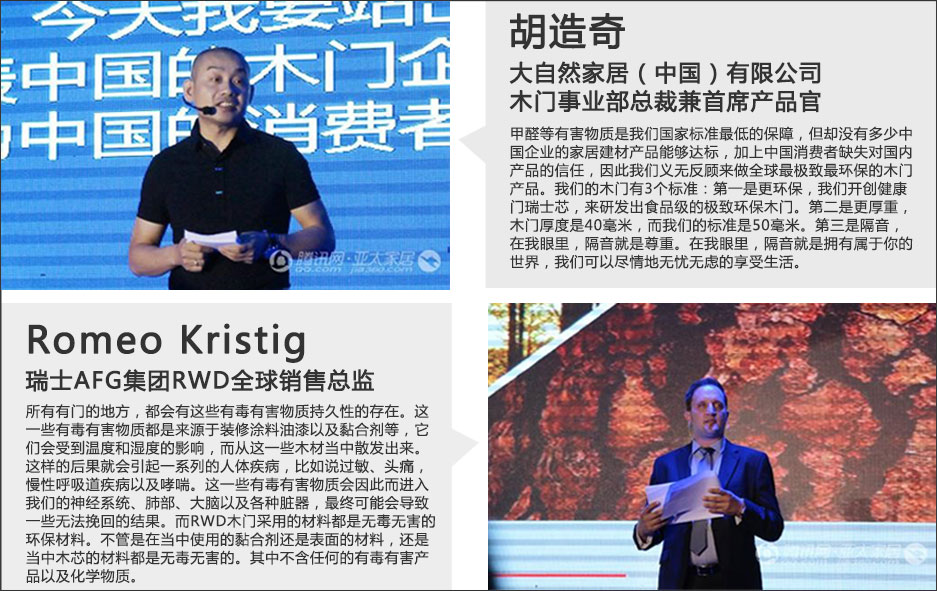 今天我要站出
表中国的木门企
为中国的消费者
腾讯网·亚太家居
qq.com jia360.com
胡造奇
大自然家居（中国）有限公司
木门事业部总裁兼首席产品官
甲醛等有害物质是我们国家标准最低的保障，但却没有多少中
国企业的家居建材产品能够达标，加上中国消费者缺失对国内
产品的信任，因此我们义无反顾来做全球最极致最环保的木门
产品。我们的木门有3个标准：第一是更环保，我们开创健康
门瑞士芯，来研发出食品级的极致环保木门。第二是更厚重，
木门厚度是40毫米，而我们的标准是50毫米。第三是隔音，
在我眼里，隔音就是尊重。在我眼里，隔音就是拥有属于你的
世界，我们可以尽情地无忧无虑的享受生活。
Romeo Kristig
瑞士AFG集团RWD全球销售总监
所有有门的地方，都会有这些有毒有害物质持久性的存在。这
一些有毒有害物质都是来源于装修涂料油漆以及黏合剂等，它
们会受到温度和湿度的影响，而从这一些木材当中散发出来。
这样的后果就会引起一系列的人体疾病，比如说过敏、头痛，
慢性呼吸道疾病以及哮喘。这一些有毒有害物质会因此而进入
我们的神经系统、肺部、大脑以及各种脏器，最终可能会导致
一些无法挽回的结果。而RWD木门采用的材料都是无毒无害的
环保材料。不管是在当中使用的黏合剂还是表面的材料，还是
当中木芯的材料都是无毒无害的。其中不含任何的有毒有害产
品以及化学物质。
腾讯网·亚太家居